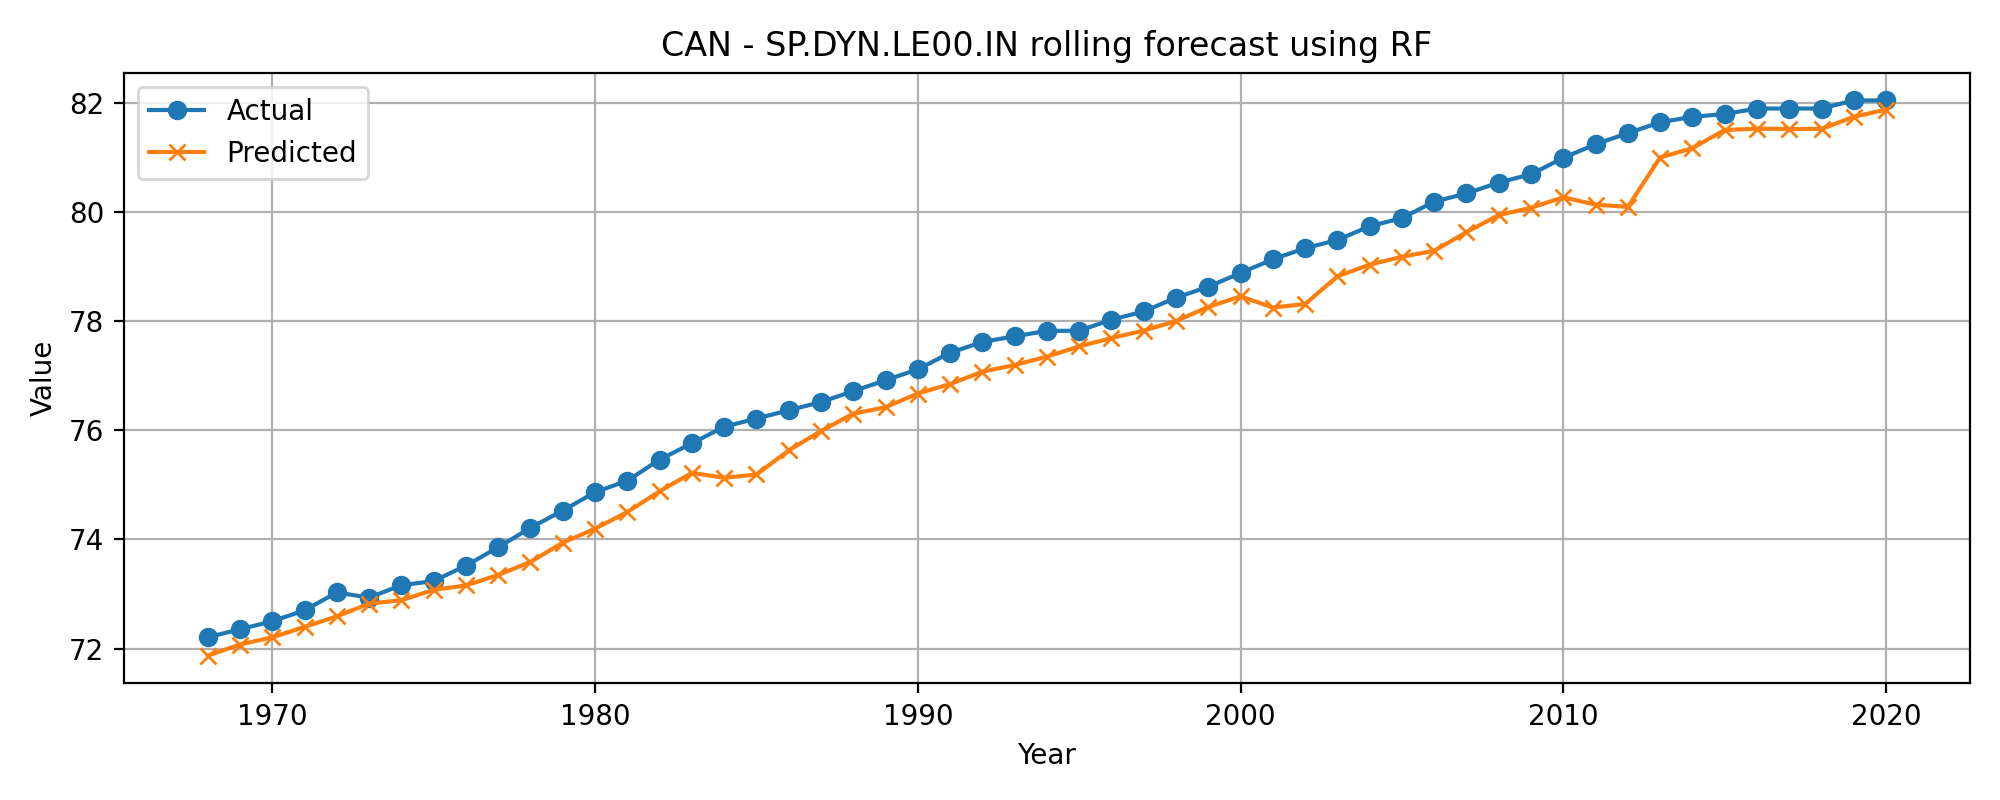 CAN - SP.DYN.LE00.IN rolling forecast using RF
Actual
Predicted
82
80
78
76
74
72
Value
1970 1980 1990 2000 2010 2020
Year